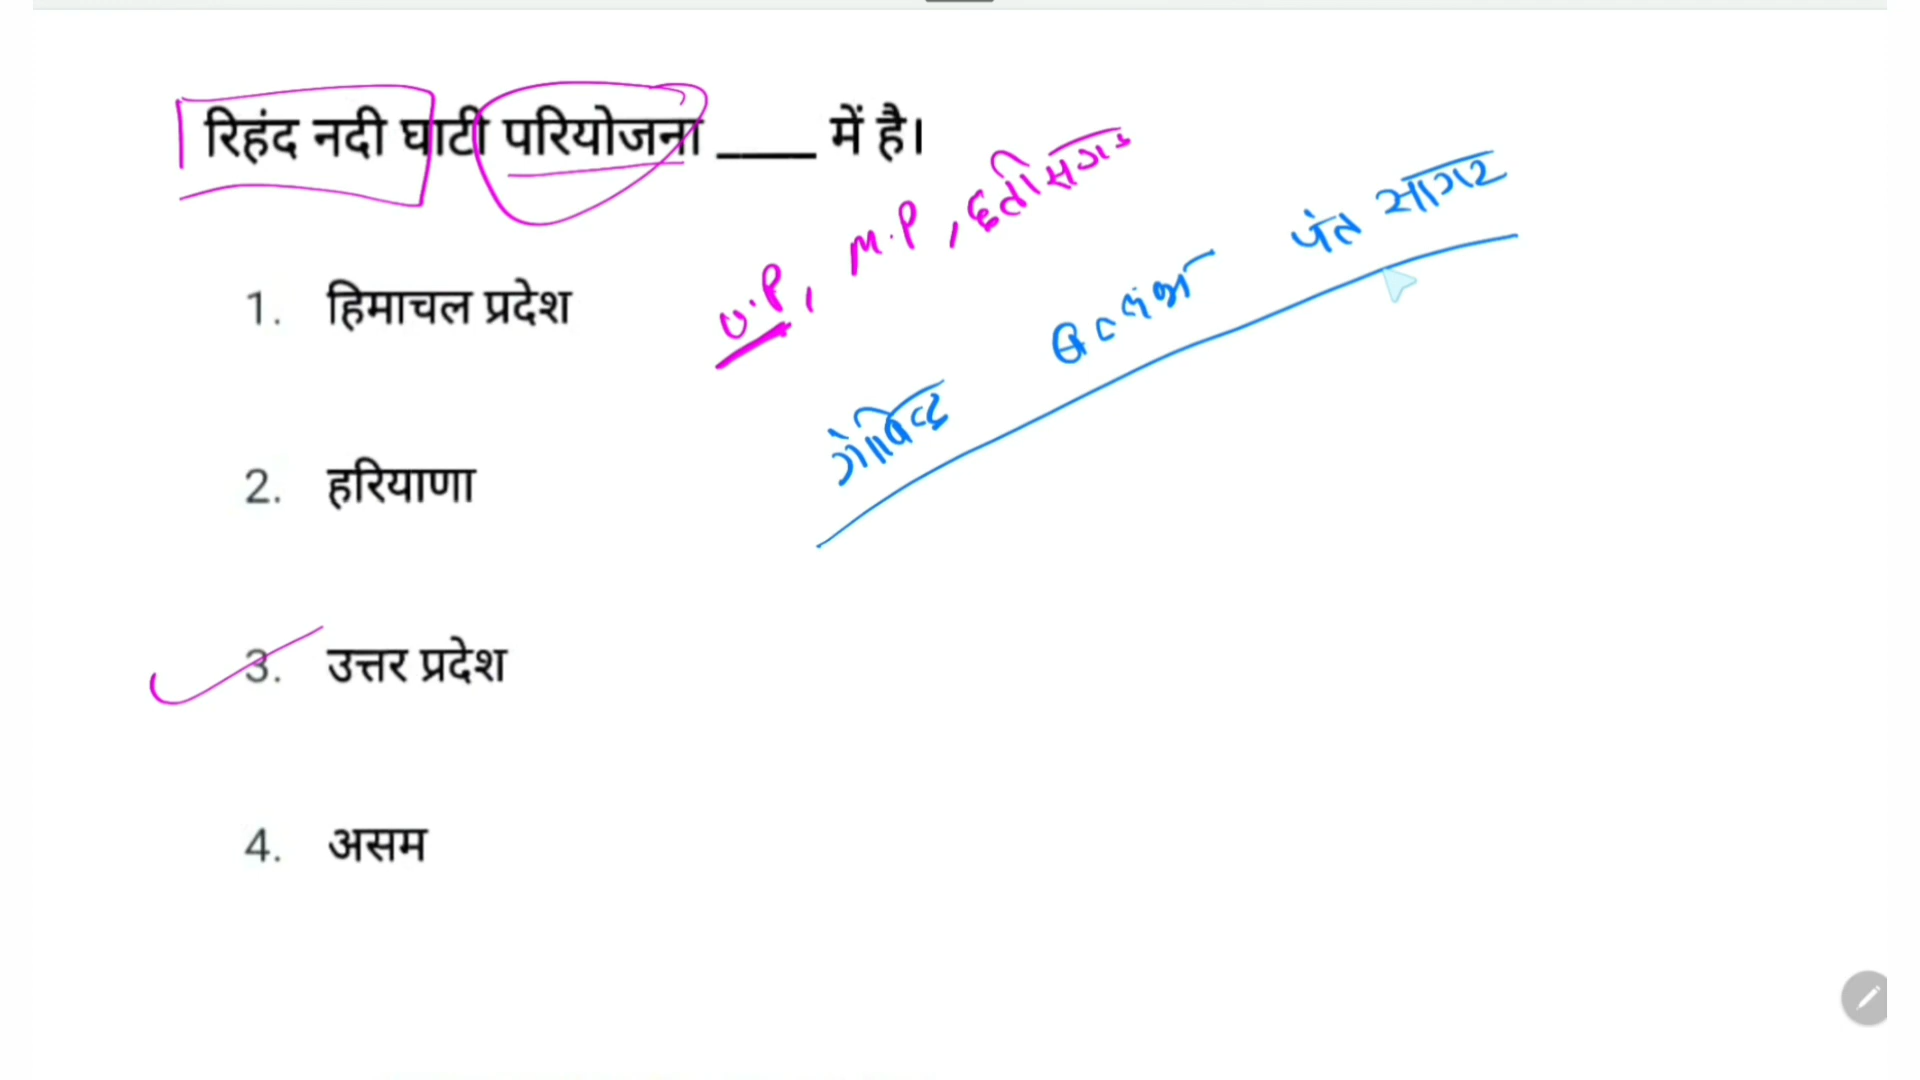 रिहंद नदी घाटी परियोजना ____ में है।
U.P, M.P, छत्तीसगढ़
1. हिमाचल प्रदेश
गोविन्द बल्लभ पंत सागर
2. हरियाणा
3. उत्तर प्रदेश
4. असम